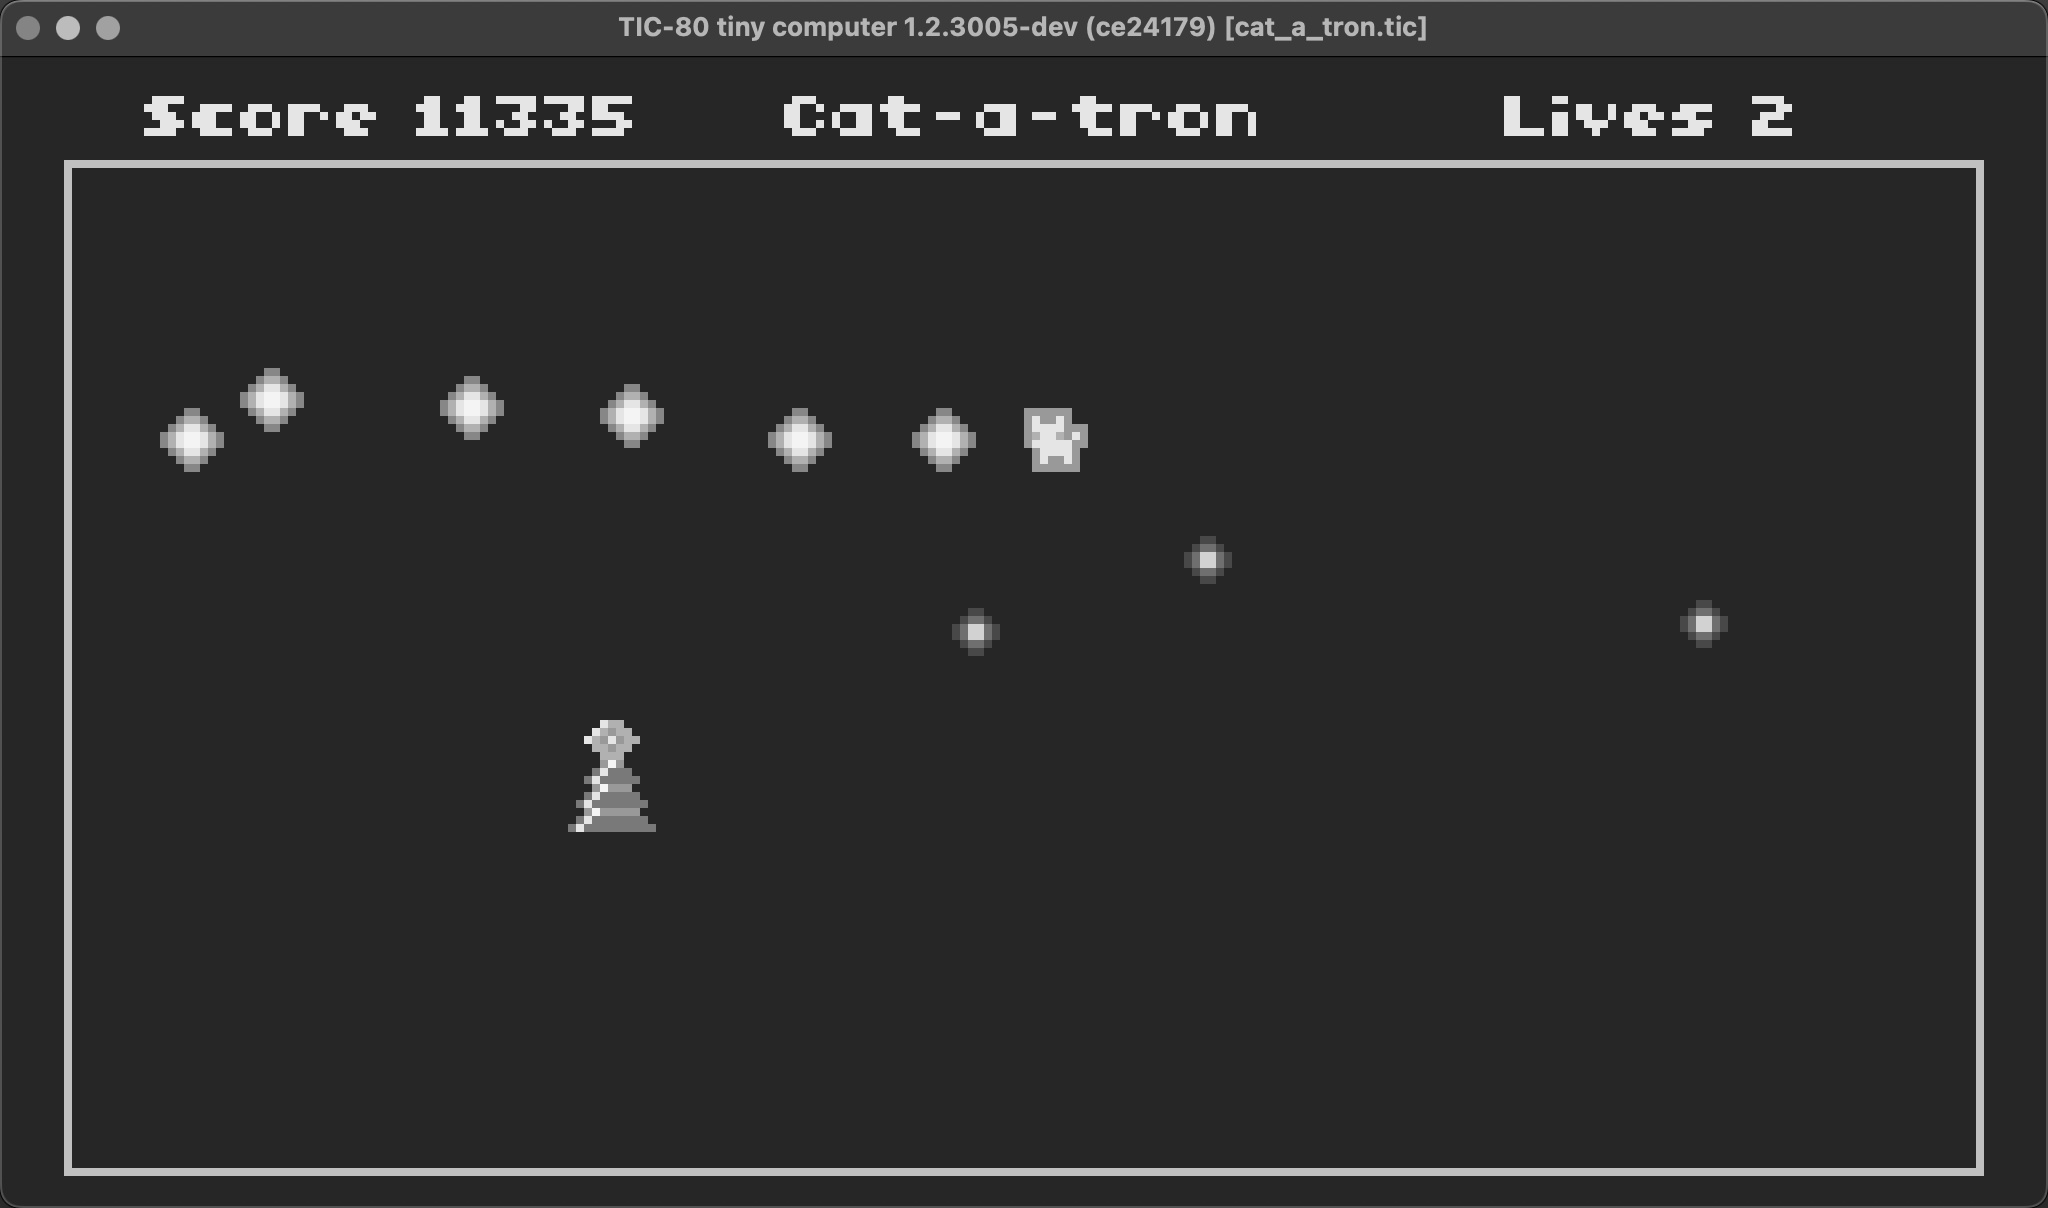 TIC-80 tiny computer 1.2.3005-dev (ce24179) [cat_a_tron.tic]
Score 11335 Cat-a-tron Lives 2